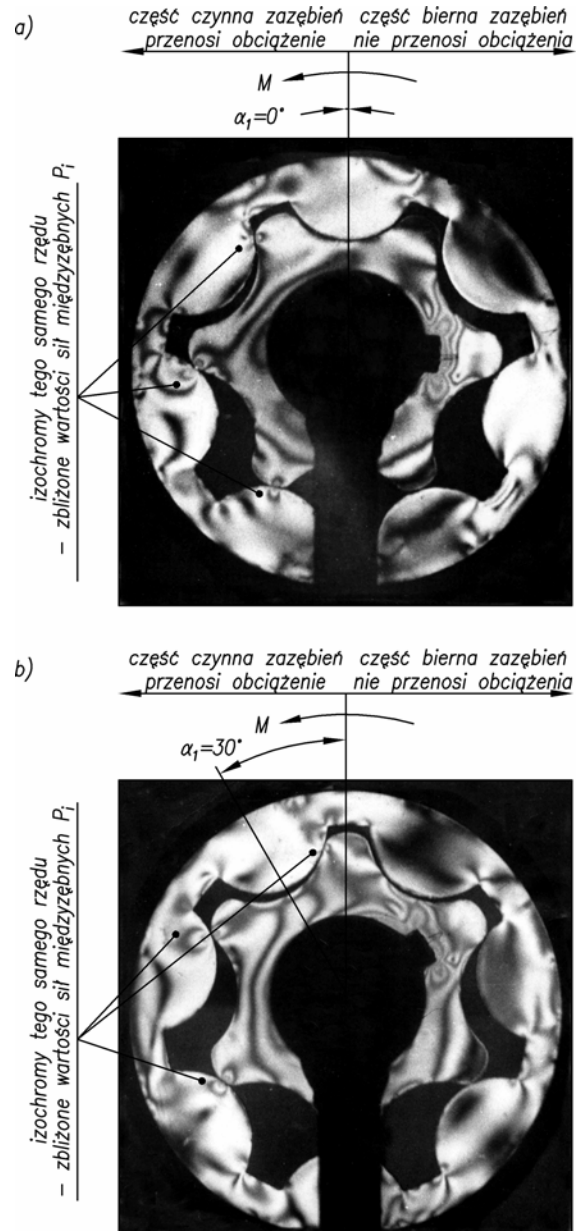 a)
część czynna zazębień część bierna zazębień
przenosi obciążenie nie przenosi obciążenia
M
α₁=0°
izochromy tego samego rzędu
– zbliżone wartości sił międzyzębnych Pᵢ
b)
część czynna zazębień część bierna zazębień
przenosi obciążenie nie przenosi obciążenia
M
α₁=30°
izochromy tego samego rzędu
– zbliżone wartości sił międzyzębnych Pᵢ